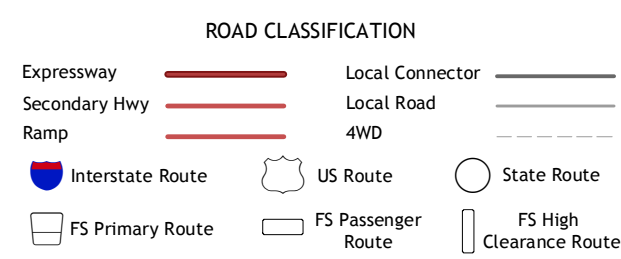 ROAD CLASSIFICATION
Expressway
Local Connector
Secondary Hwy
Local Road
Ramp
4WD
Interstate Route
US Route
State Route
FS Primary Route
FS Passenger
Route
FS High
Clearance Route